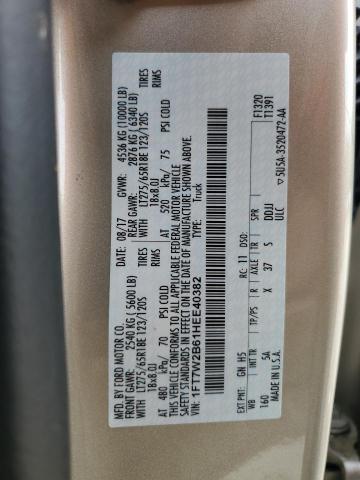 MFD. BY FORD MOTOR CO.
DATE: 08/17 GVWR: 4536 KG (10000 LB)
FRONT GAWR: 2540 KG (5600 LB) REAR GAWR: 2876 KG (6340 LB)
WITH LT275/65R18E 123/120S WITH LT275/65R18E 123/120S TIRES
18x8.0J TIRES RIMS 18x8.0J RIMS
AT 480 kPa/ 70 PSI COLD AT 520 kPa/ 75 PSI COLD
THIS VEHICLE CONFORMS TO ALL APPLICABLE FEDERAL MOTOR VEHICLE
SAFETY STANDARDS IN EFFECT ON THE DATE OF MANUFACTURE SHOWN ABOVE.
VIN: 1FT7W2B61HEE40382
TYPE: Truck
F1320
T1391
EXT PNT: GN H5 RC: 11 DSO:
WB INT TR TP/PS R AXLE TR SPR
160 5A X 37 5 DDJJ
MADE IN U.S.A. ULC
5U5A-3520472-AA